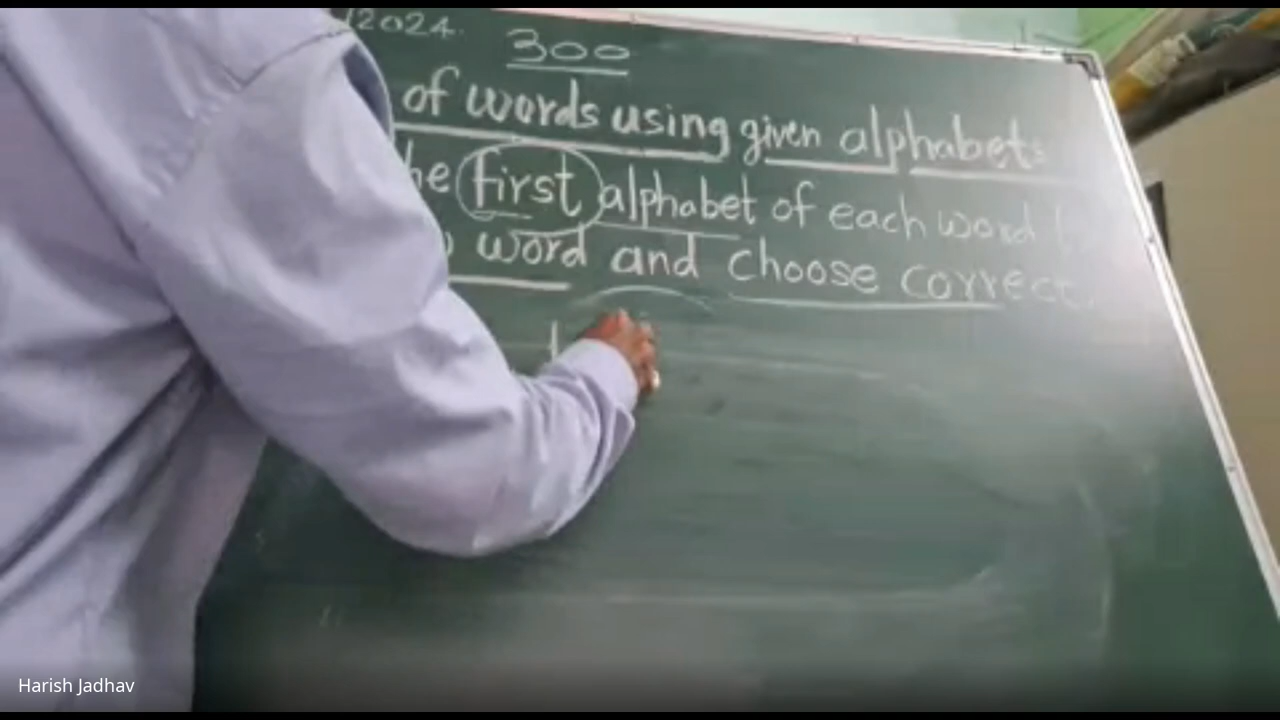 /2024.
300
of words using given alphabets
he first alphabet of each word
word and choose correct.
Harish Jadhav